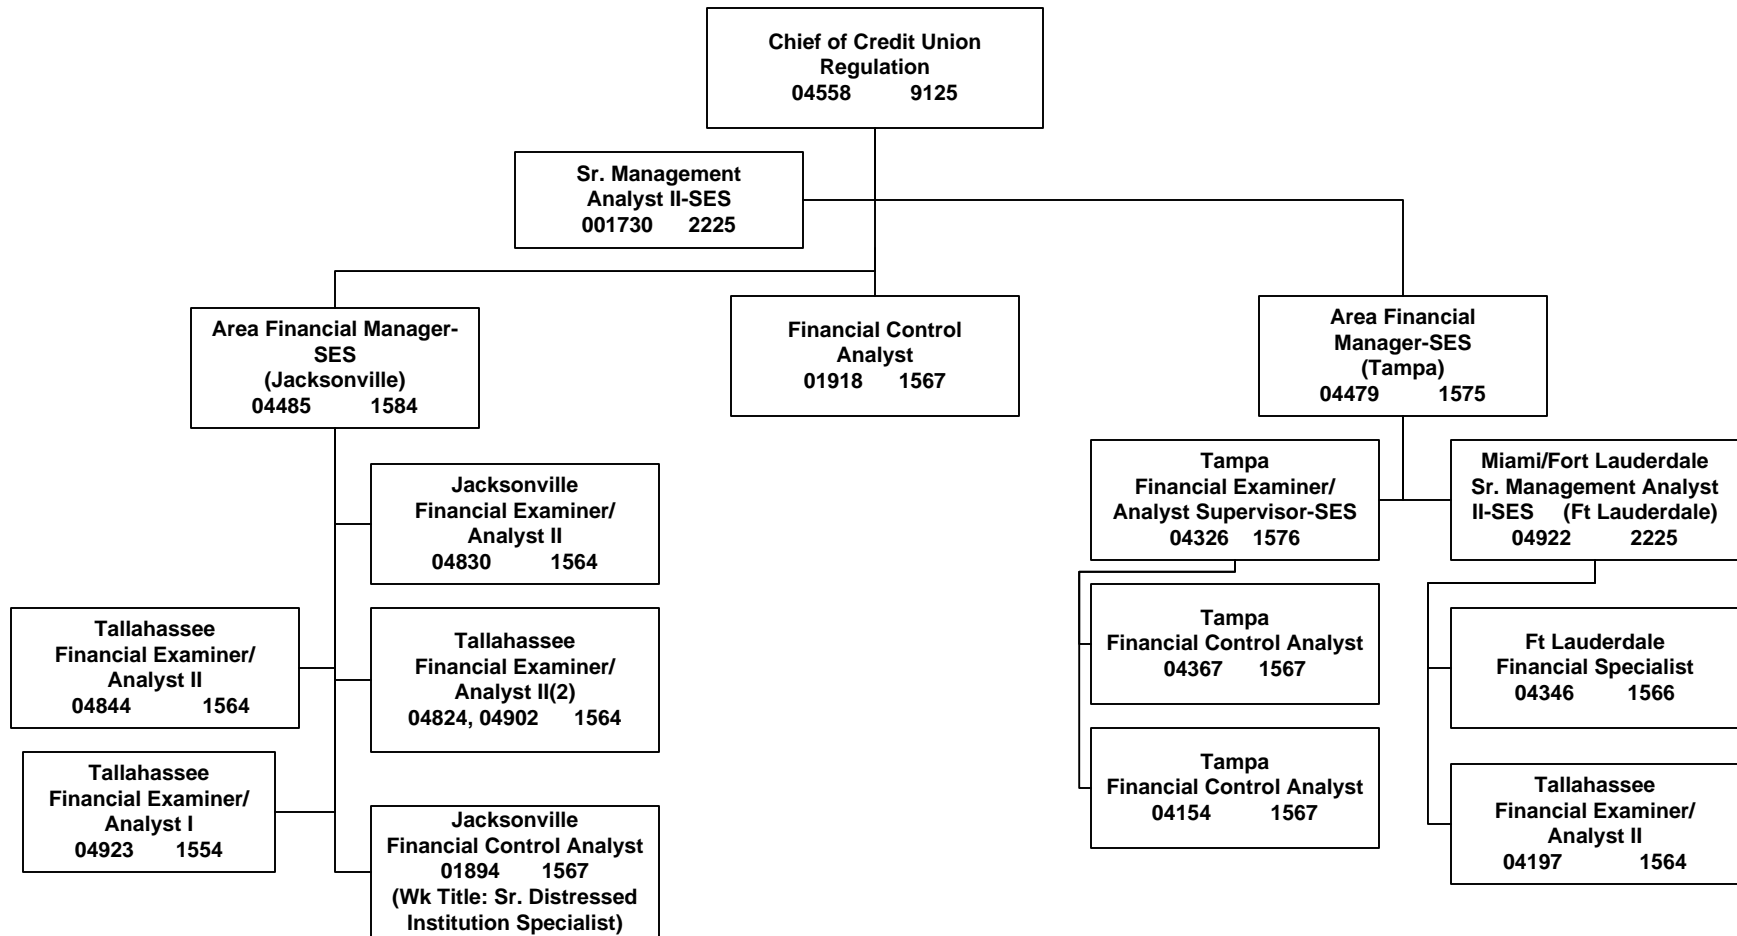 Chief of Credit Union
Regulation
04558 9125
Sr. Management
Analyst II-SES
001730 2225
Area Financial Manager-
SES
(Jacksonville)
04485 1584
Financial Control
Analyst
01918 1567
Area Financial
Manager-SES
(Tampa)
04479 1575
Jacksonville
Financial Examiner/
Analyst II
04830 1564
Tallahassee
Financial Examiner/
Analyst II
04844 1564
Tallahassee
Financial Examiner/
Analyst II(2)
04824, 04902 1564
Tallahassee
Financial Examiner/
Analyst I
04923 1554
Jacksonville
Financial Control Analyst
01894 1567
(Wk Title: Sr. Distressed
Institution Specialist)
Tampa
Financial Examiner/
Analyst Supervisor-SES
04326 1576
Tampa
Financial Control Analyst
04367 1567
Tampa
Financial Control Analyst
04154 1567
Miami/Fort Lauderdale
Sr. Management Analyst
II-SES (Ft Lauderdale)
04922 2225
Ft Lauderdale
Financial Specialist
04346 1566
Tallahassee
Financial Examiner/
Analyst II
04197 1564